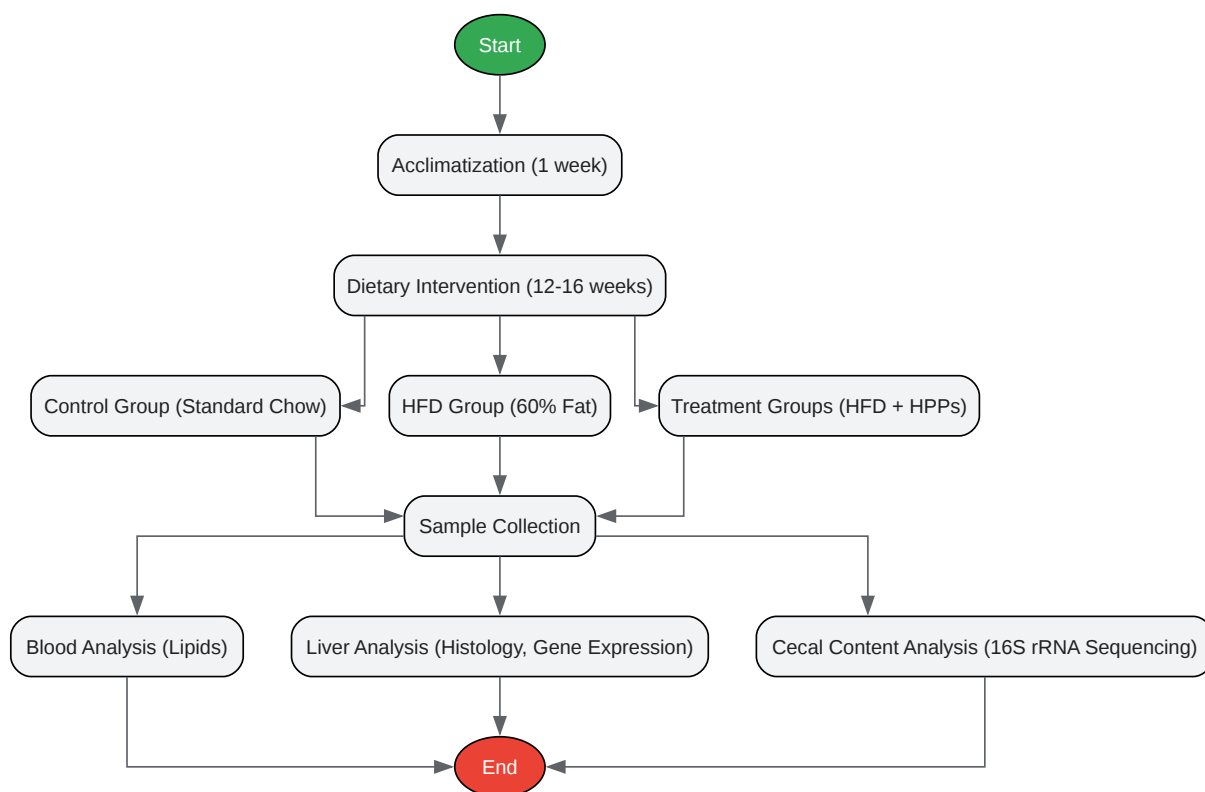 Start
Acclimatization (1 week)
Dietary Intervention (12-16 weeks)
Control Group (Standard Chow)
HFD Group (60% Fat)
Treatment Groups (HFD + HPPs)
Sample Collection
Blood Analysis (Lipids)
Liver Analysis (Histology, Gene Expression)
Cecal Content Analysis (16S rRNA Sequencing)
End